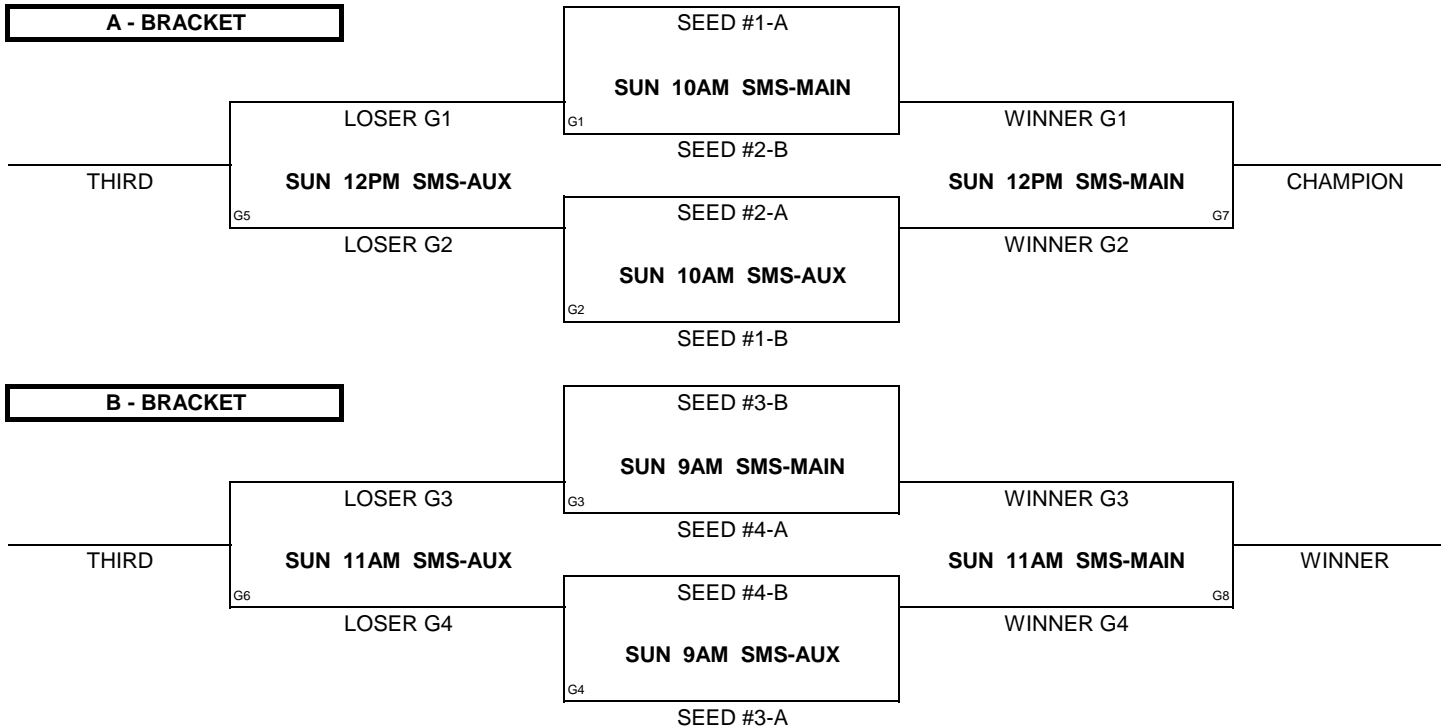 A - BRACKET
SEED #1-A
SUN 10AM SMS-MAIN
LOSER G1
G1
WINNER G1
SEED #2-B
THIRD
SUN 12PM SMS-AUX
SUN 12PM SMS-MAIN
CHAMPION
G5
SEED #2-A
G7
LOSER G2
WINNER G2
SUN 10AM SMS-AUX
G2
SEED #1-B
B - BRACKET
SEED #3-B
SUN 9AM SMS-MAIN
LOSER G3
G3
WINNER G3
SEED #4-A
THIRD
SUN 11AM SMS-AUX
SUN 11AM SMS-MAIN
WINNER
G6
SEED #4-B
G8
LOSER G4
WINNER G4
SUN 9AM SMS-AUX
G4
SEED #3-A